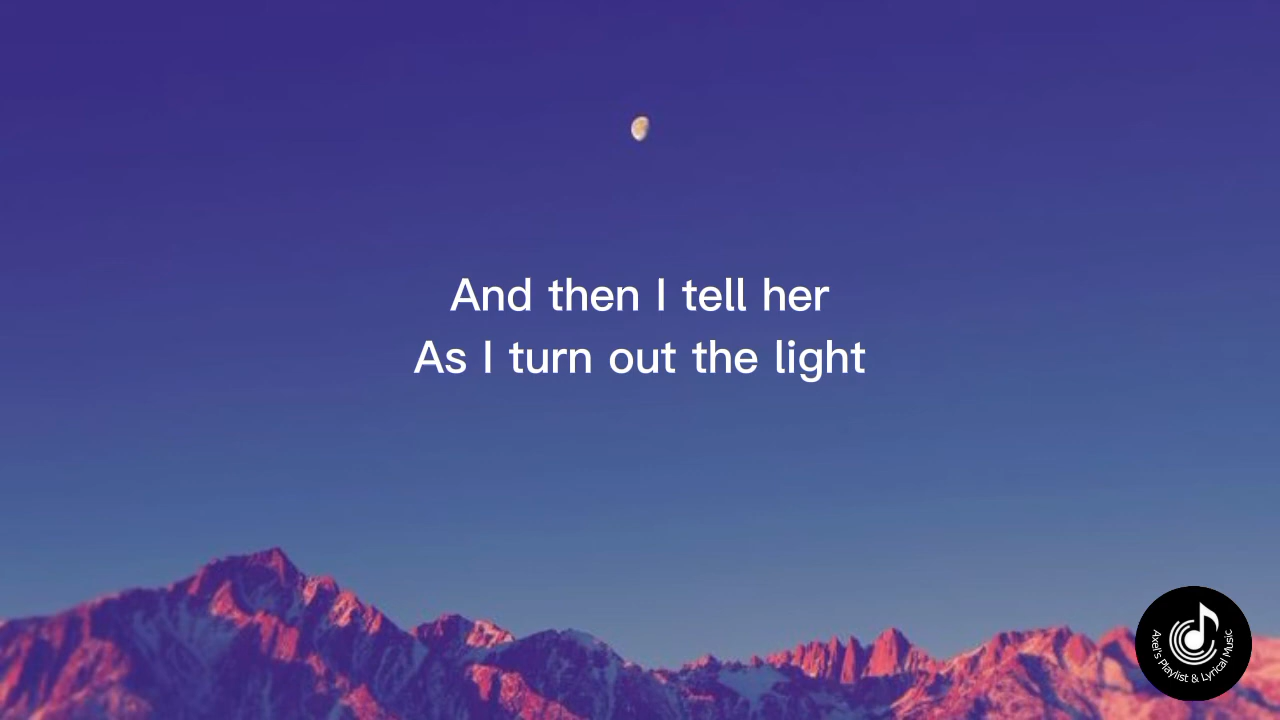 And then I tell her
As I turn out the light
Axel's Playlist & Lyrical Music